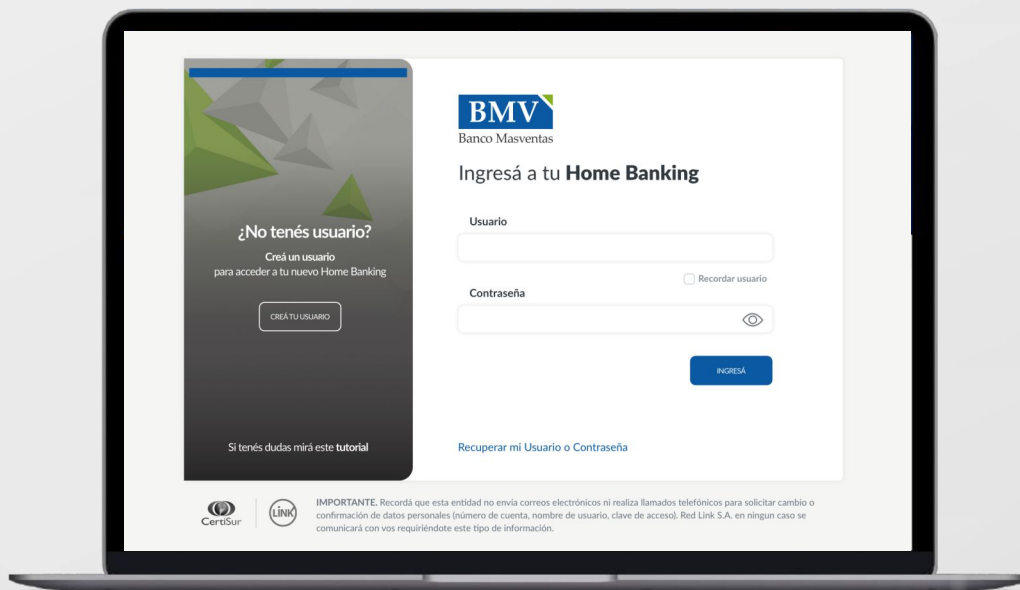 ¿No tenés usuario?
Creá un usuario
para acceder a tu nuevo Home Banking
CREÁ TU USUARIO
Si tenés dudas mirá este tutorial
BMV
Banco Masventas
Ingresá a tu Home Banking
Usuario
Recordar usuario
Contraseña
INGRESÁ
Recuperar mi Usuario o Contraseña
CertiSur
LiNK
IMPORTANTE. Recordá que esta entidad no envía correos electrónicos ni realiza llamados telefónicos para solicitar cambio o
confirmación de datos personales (número de cuenta, nombre de usuario, clave de acceso). Red Link S.A. en ningun caso se
comunicará con vos requiriéndote este tipo de información.